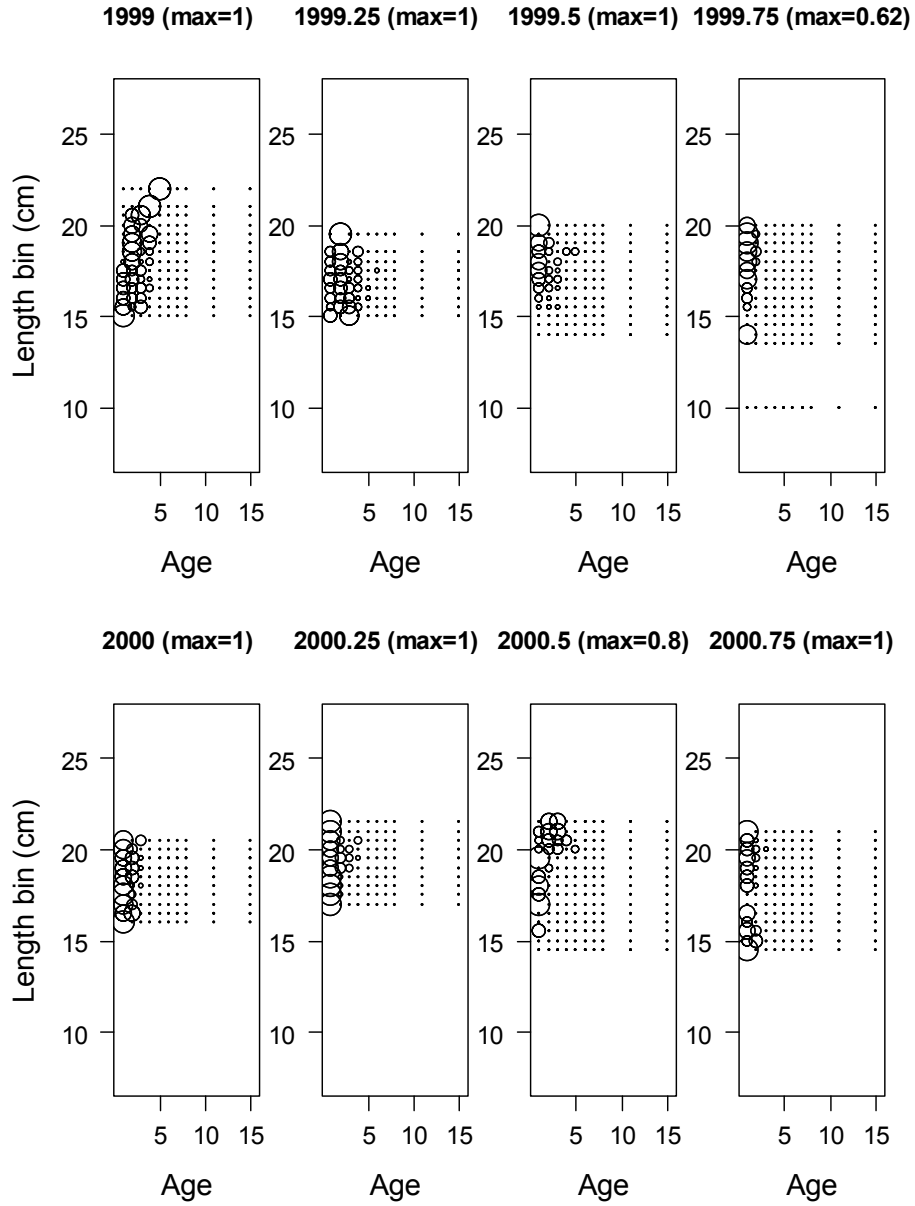 1999 (max=1) 1999.25 (max=1) 1999.5 (max=1) 1999.75 (max=0.62)
Length bin (cm)
25 25 25 25
20 20 20 20
15 15 15 15
10 10 10 10
5 10 15 5 10 15 5 10 15 5 10 15
Age Age Age Age
2000 (max=1) 2000.25 (max=1) 2000.5 (max=0.8) 2000.75 (max=1)
Length bin (cm)
25 25 25 25
20 20 20 20
15 15 15 15
10 10 10 10
5 10 15 5 10 15 5 10 15 5 10 15
Age Age Age Age